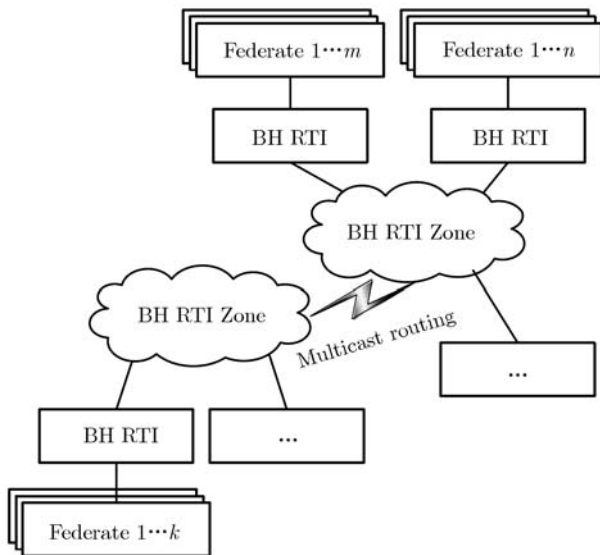 Federate 1⋯m
Federate 1⋯n
BH RTI
BH RTI
BH RTI Zone
BH RTI Zone
Multicast routing
...
BH RTI
...
Federate 1⋯k